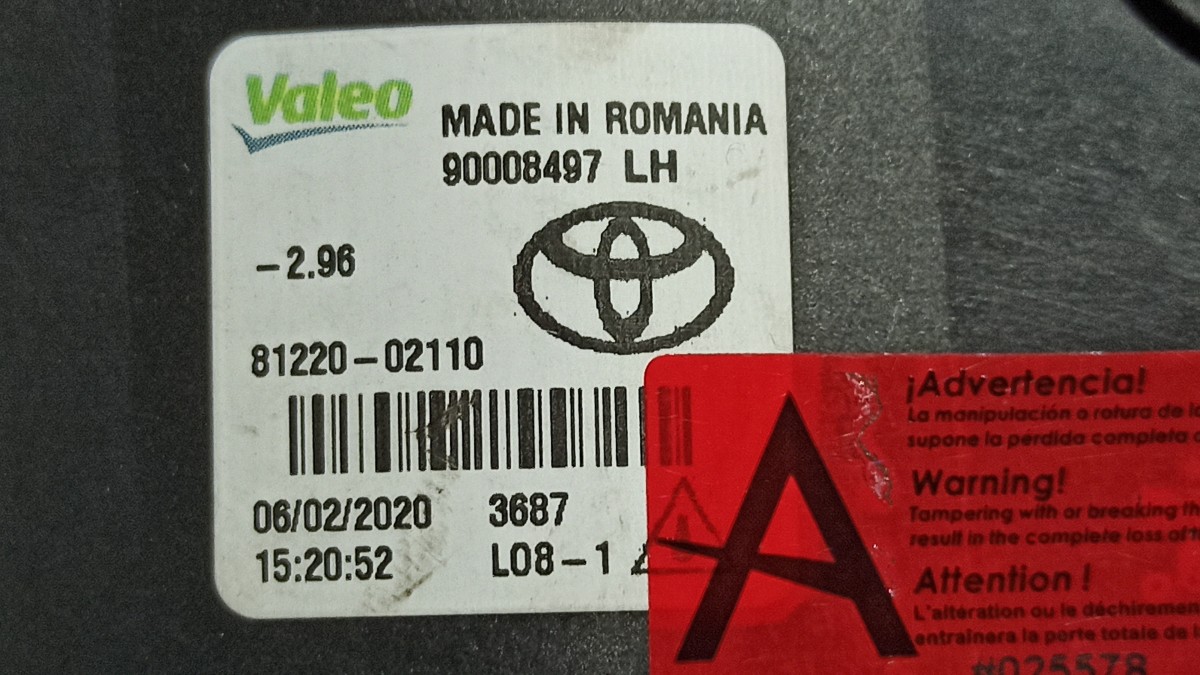 Valeo
MADE IN ROMANIA
90008497 LH
-2.96
81220-02110
06/02/2020 3687
15:20:52 L08-1
A
¡Advertencia!
La manipulación o rotura de
supone la pérdida completa
Warning!
Tampering with or breaking
result in the complete loss of
Attention !
L'altération ou le
entraînera la perte totale de
#025578